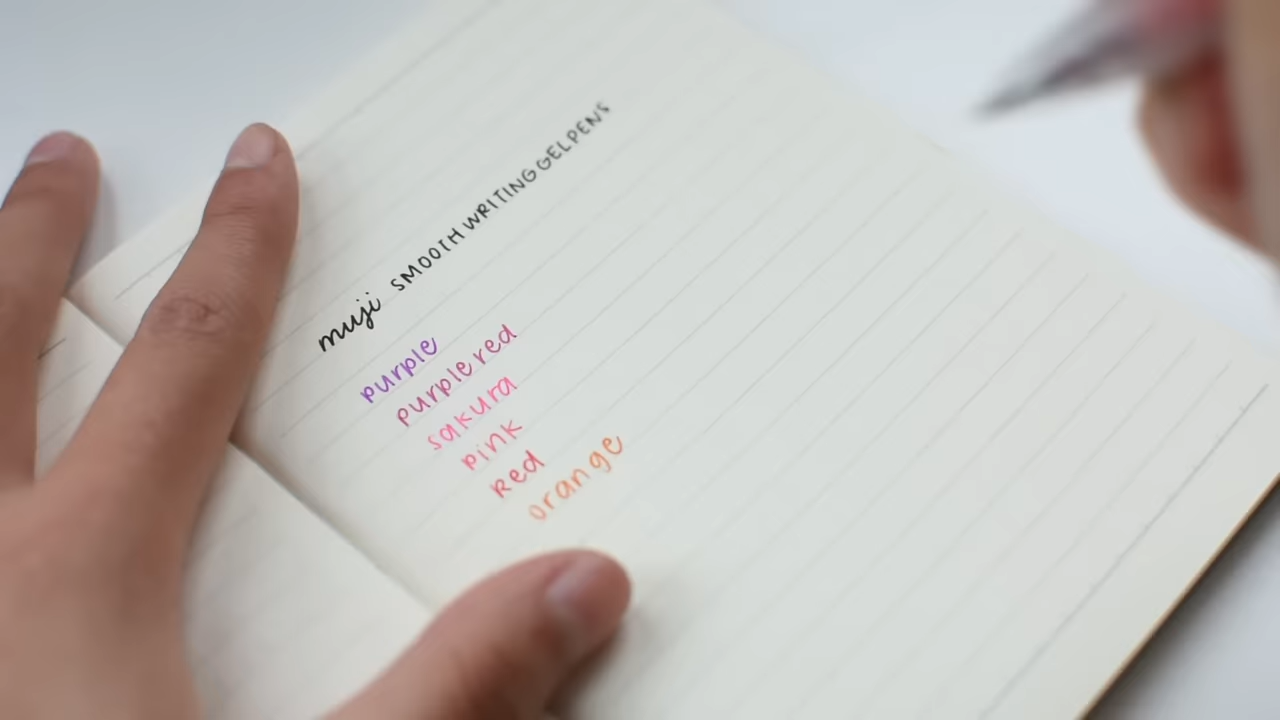 muji SMOOTH WRITING GEL PENS
purple
purple red
sakura
pink
red
orange